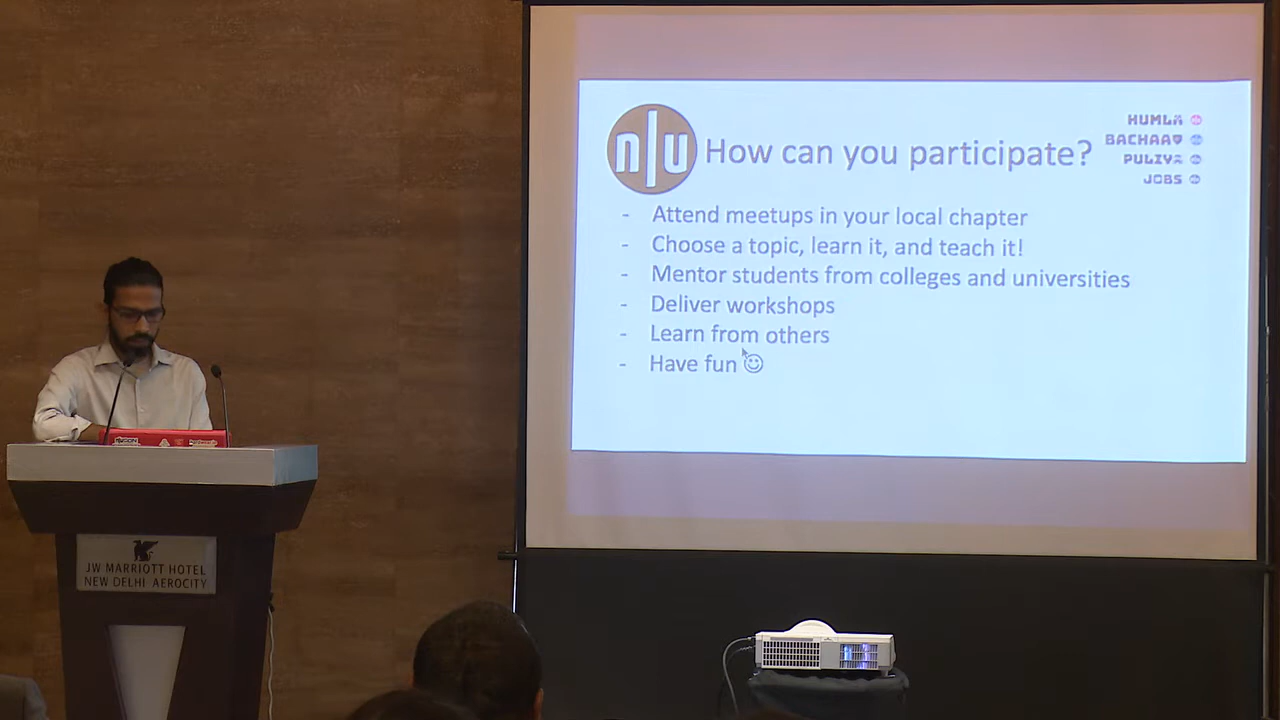 n|u
How can you participate?
HUMLA
BACHAAV
PULIYA
JOBS
- Attend meetups in your local chapter
- Choose a topic, learn it, and teach it!
- Mentor students from colleges and universities
- Deliver workshops
- Learn from others
- Have fun ☺
JW MARRIOTT HOTEL
NEW DELHI AEROCITY